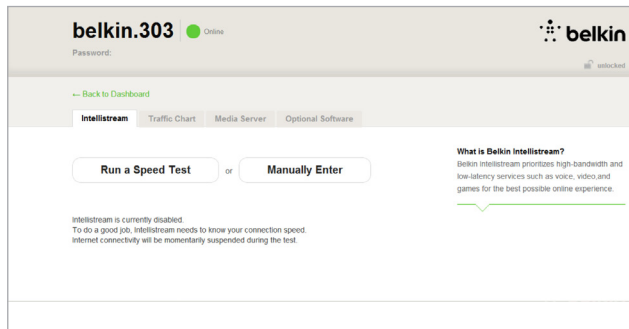 belkin.303
Online
belkin
Password:
unlocked
← Back to Dashboard
Intellistream
Traffic Chart
Media Server
Optional Software
Run a Speed Test
or
Manually Enter
What is Belkin Intellistream?
Belkin intellistream prioritizes high-bandwidth and
low-latency services such as voice, video,and
games for the best possible online experience.
Intellistream is currently disabled.
To do a good job, Intellistream needs to know your connection speed.
Internet connectivity will be momentarily suspended during the test.